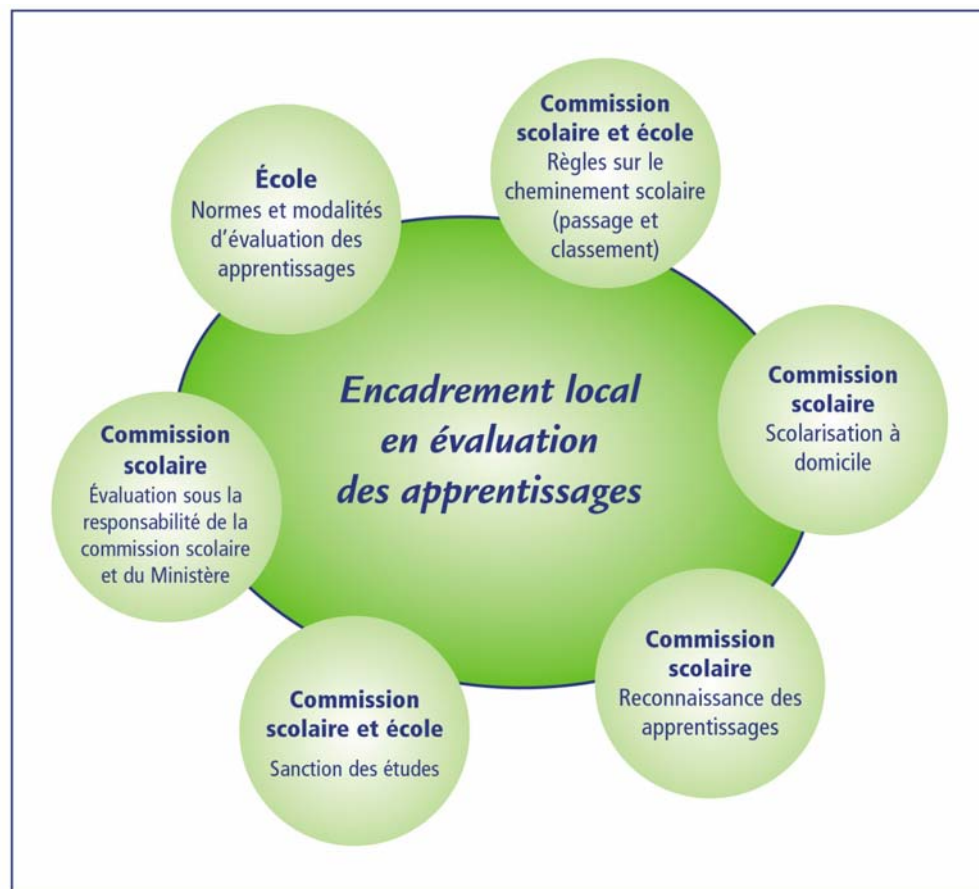 Commission
scolaire et école
Règles sur le
cheminement scolaire
(passage et
classement)
École
Normes et modalités
d'évaluation des
apprentissages
Encadrement local
en évaluation
des apprentissages
Commission
scolaire
Scolarisation à
domicile
Commission
scolaire
Évaluation sous la
responsabilité de la
commission scolaire
et du Ministère
Commission
scolaire
Reconnaissance des
apprentissages
Commission
scolaire et école
Sanction des études